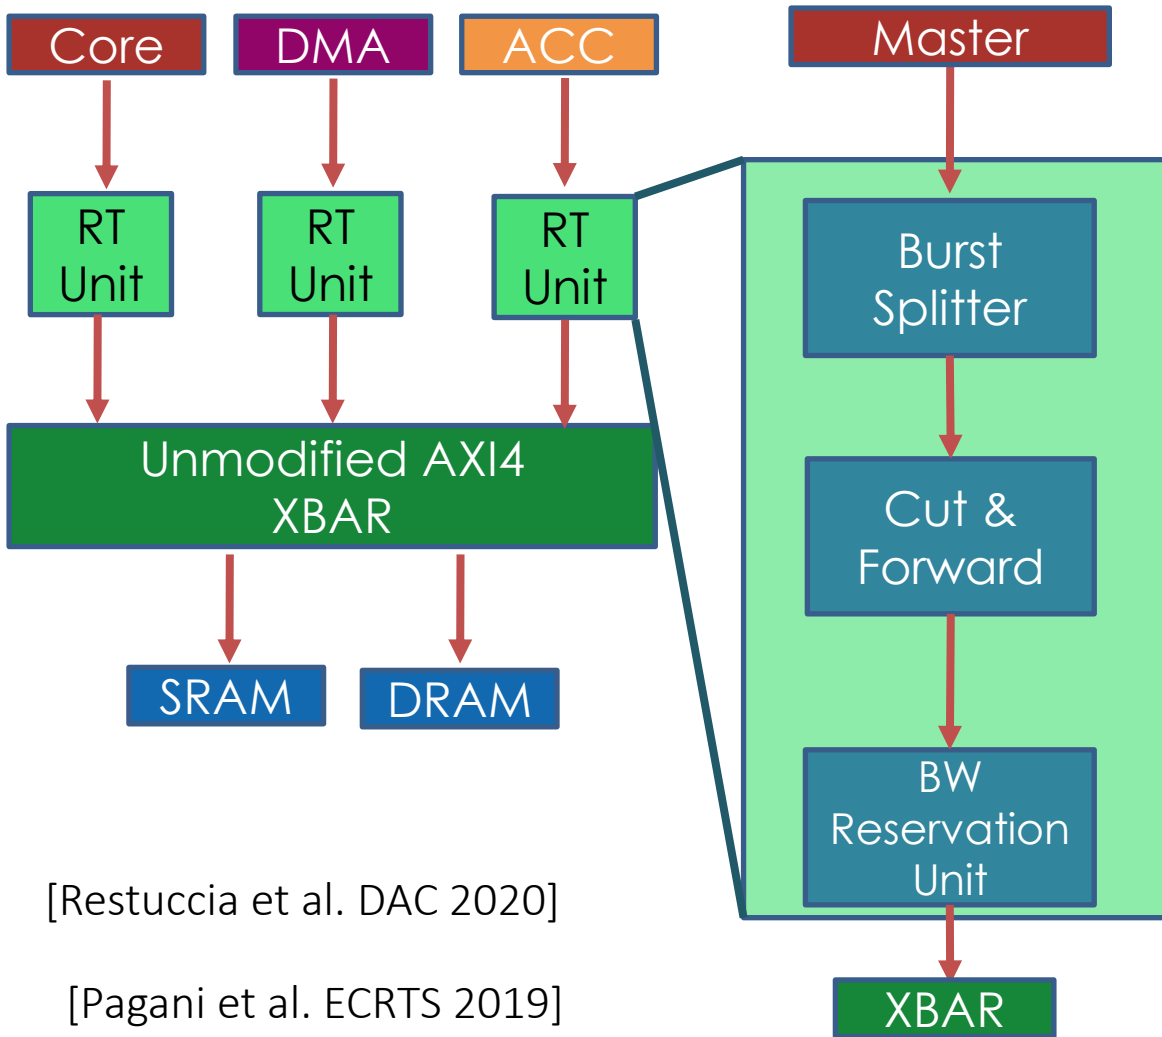 Core
DMA
ACC
Master
RT
Unit
RT
Unit
RT
Unit
Burst
Splitter
Unmodified AXI4
XBAR
Cut &
Forward
SRAM
DRAM
BW
Reservation
Unit
[Restuccia et al. DAC 2020]
[Pagani et al. ECRTS 2019]
XBAR